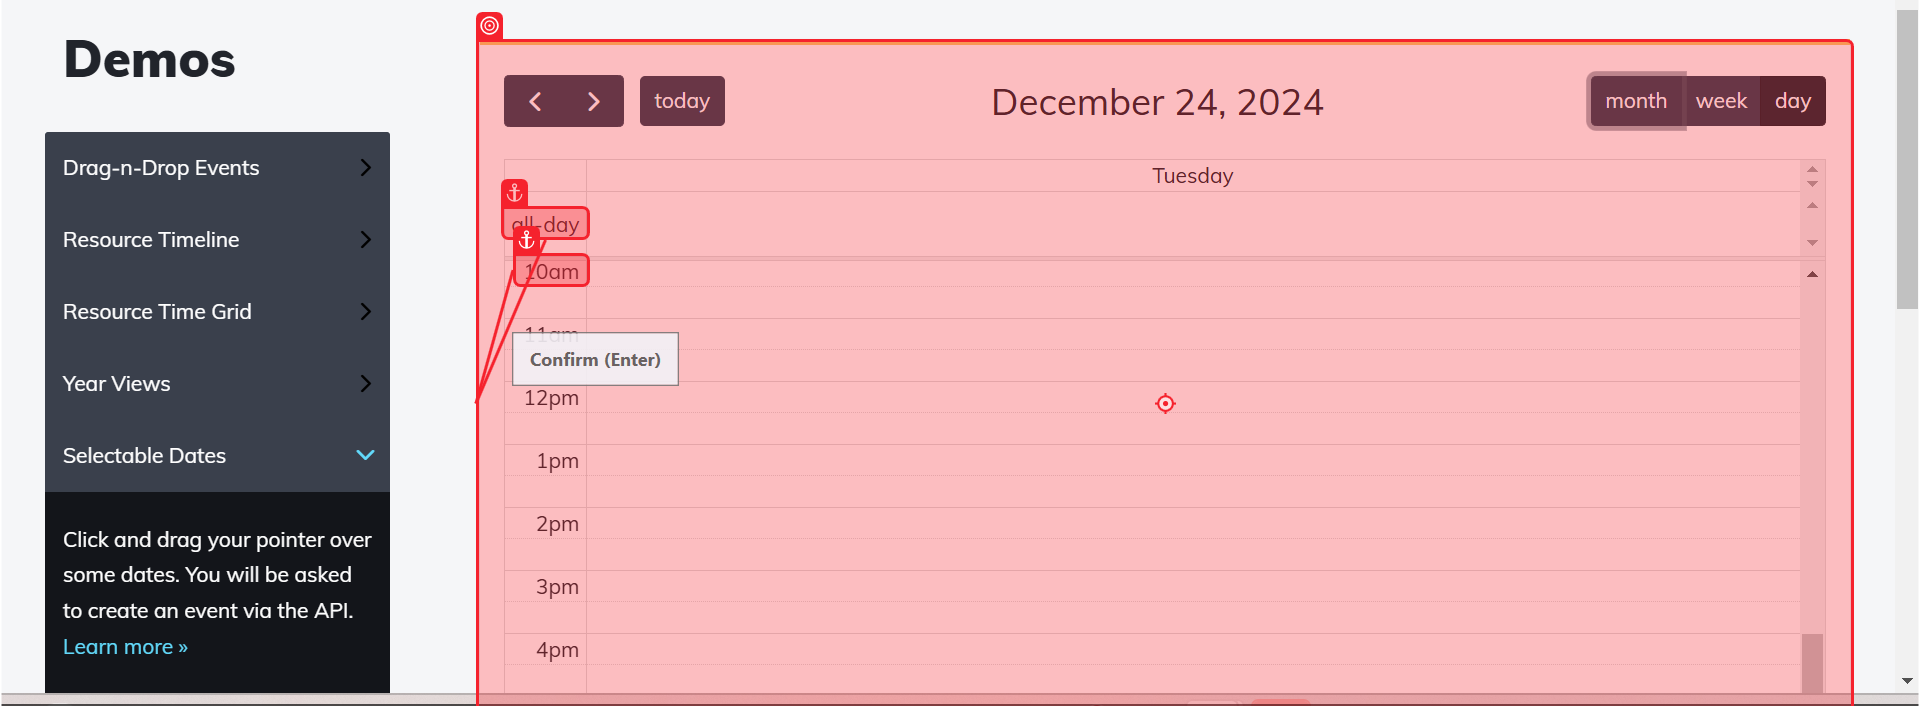 Demos
Drag-n-Drop Events
Resource Timeline
Resource Time Grid
Year Views
Selectable Dates
Click and drag your pointer over
some dates. You will be asked
to create an event via the API.
Learn more »
today
December 24, 2024
month week day
Tuesday
all-day
10am
11am
Confirm (Enter)
12pm
1pm
2pm
3pm
4pm